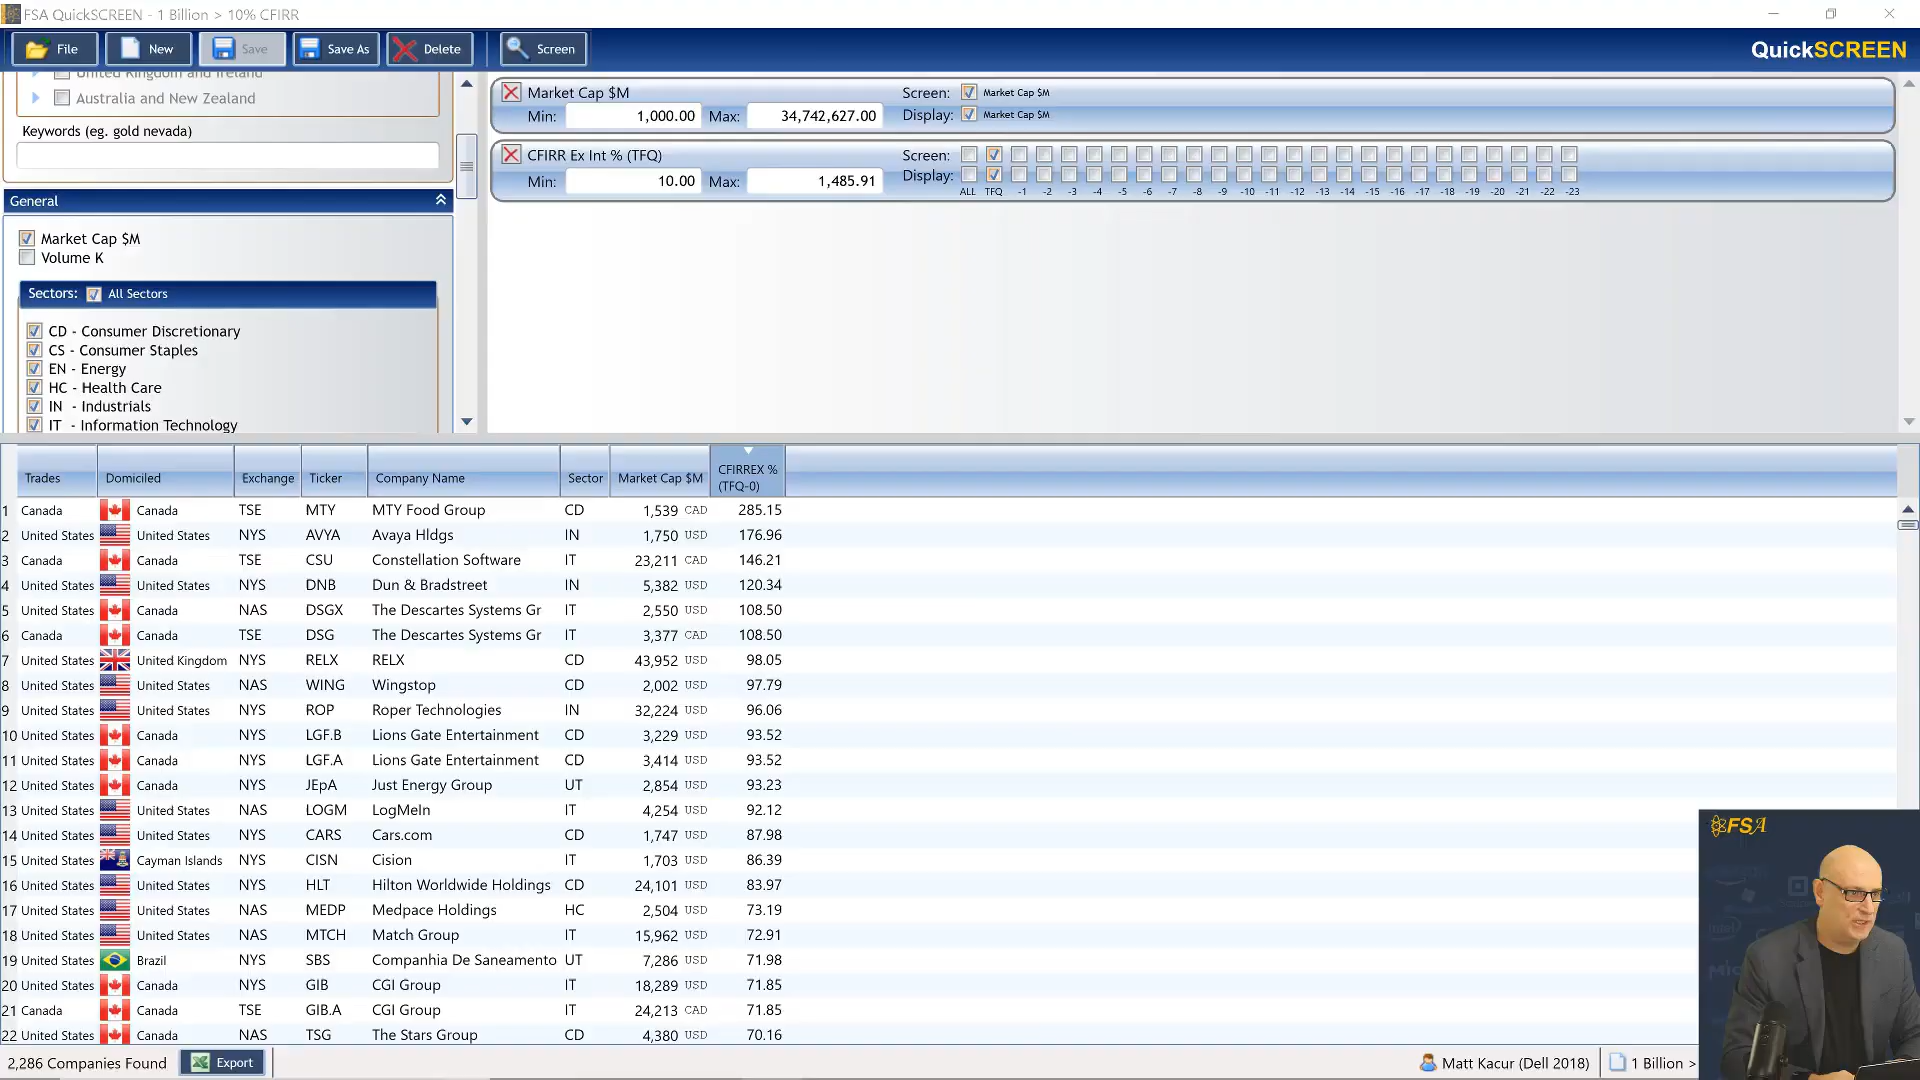 FSA QuickSCREEN - 1 Billion > 10% CFIRR
File New Save Save As Delete Screen QuickSCREEN
United Kingdom and Ireland
Australia and New Zealand
Keywords (eg. gold nevada)
General
Market Cap $M
Volume K
Sectors: All Sectors
CD - Consumer Discretionary
CS - Consumer Staples
EN - Energy
HC - Health Care
IN - Industrials
IT - Information Technology
Market Cap $M Screen: Market Cap $M
Min: 1,000.00 Max: 34,742,627.00 Display: Market Cap $M
CFIRR Ex Int % (TFQ) Screen:
Min: 10.00 Max: 1,485.91 Display:
ALL TFQ -1 -2 -3 -4 -5 -6 -7 -8 -9 -10 -11 -12 -13 -14 -15 -16 -17 -18 -19 -20 -21 -22 -23
Trades Domiciled Exchange Ticker Company Name Sector Market Cap $M CFIRREX % (TFQ-0)
1 Canada Canada TSE MTY MTY Food Group CD 1,539 CAD 285.15
2 United States United States NYS AVYA Avaya Hldgs IN 1,750 USD 176.96
3 Canada Canada TSE CSU Constellation Software IT 23,211 CAD 146.21
4 United States United States NYS DNB Dun & Bradstreet IN 5,382 USD 120.34
5 United States Canada NAS DSGX The Descartes Systems Gr IT 2,550 USD 108.50
6 Canada Canada TSE DSG The Descartes Systems Gr IT 3,377 CAD 108.50
7 United States United Kingdom NYS RELX RELX CD 43,952 USD 98.05
8 United States United States NAS WING Wingstop CD 2,002 USD 97.79
9 United States United States NYS ROP Roper Technologies IN 32,224 USD 96.06
10 United States Canada NYS LGF.B Lions Gate Entertainment CD 3,229 USD 93.52
11 United States Canada NYS LGF.A Lions Gate Entertainment CD 3,414 USD 93.52
12 United States Canada NYS JEpA Just Energy Group UT 2,854 USD 93.23
13 United States United States NAS LOGM LogMeIn IT 4,254 USD 92.12
14 United States United States NYS CARS Cars.com CD 1,747 USD 87.98
15 United States Cayman Islands NYS CISN Cision IT 1,703 USD 86.39
16 United States United States NYS HLT Hilton Worldwide Holdings CD 24,101 USD 83.97
17 United States United States NAS MEDP Medpace Holdings HC 2,504 USD 73.19
18 United States United States NAS MTCH Match Group IT 15,962 USD 72.91
19 United States Brazil NYS SBS Companhia De Saneamento UT 7,286 USD 71.98
20 United States Canada NYS GIB CGI Group IT 18,289 USD 71.85
21 Canada Canada TSE GIB.A CGI Group IT 24,213 CAD 71.85
22 United States Canada NAS TSG The Stars Group CD 4,380 USD 70.16
FSA
2,286 Companies Found Export Matt Kacur (Dell 2018) 1 Billion >